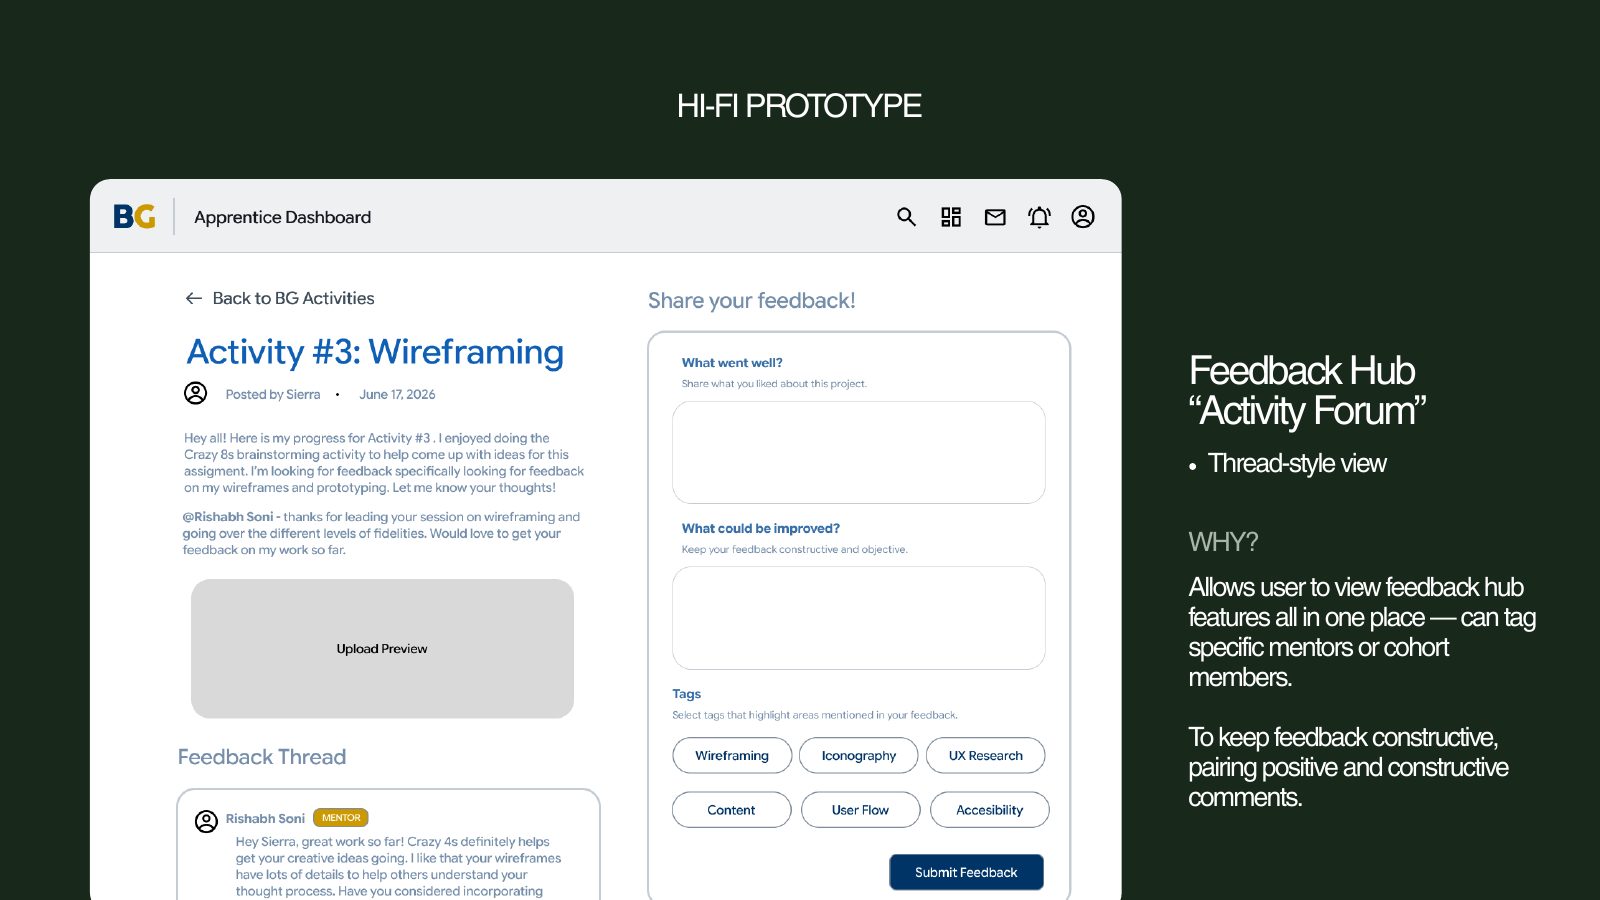 HI-FI PROTOTYPE
BG
Apprentice Dashboard
Back to BG Activities
Activity #3: Wireframing
Posted by Sierra • June 17, 2026
Hey all! Here is my progress for Activity #3 . I enjoyed doing the
Crazy 8s brainstorming activity to help come up with ideas for this
assigment. I'm looking for feedback specifically looking for feedback
on my wireframes and prototyping. Let me know your thoughts!
@Rishabh Soni - thanks for leading your session on wireframing and
going over the different levels of fidelities. Would love to get your
feedback on my work so far.
Upload Preview
Feedback Thread
Rishabh Soni MENTOR
Hey Sierra, great work so far! Crazy 4s definitely helps
get your creative ideas going. I like that your wireframes
have lots of details to help others understand your
thought process. Have you considered incorporating
Share your feedback!
What went well?
Share what you liked about this project.
What could be improved?
Keep your feedback constructive and objective.
Tags
Select tags that highlight areas mentioned in your feedback.
Wireframing Iconography UX Research
Content User Flow Accesibility
Submit Feedback
Feedback Hub
“Activity Forum”
• Thread-style view
WHY?
Allows user to view feedback hub
features all in one place — can tag
specific mentors or cohort
members.
To keep feedback constructive,
pairing positive and constructive
comments.